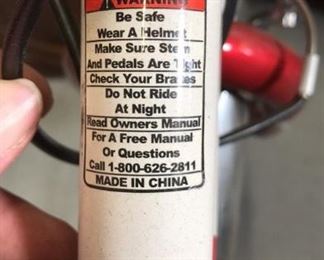 WARNING
Be Safe
Wear A Helmet
Make Sure Stem
And Pedals Are Tight
Check Your Brakes
Do Not Ride
At Night
Read Owners Manual
For A Free Manual
Or Questions
Call 1-800-626-2811
MADE IN CHINA